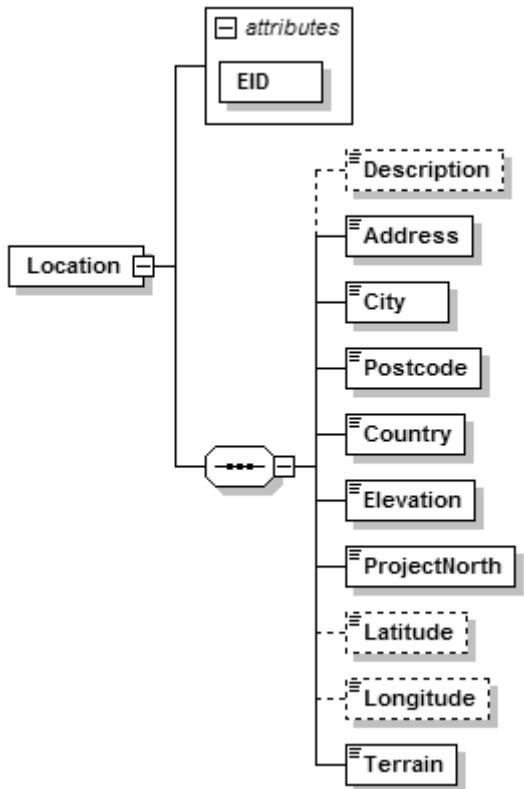 attributes
EID
Description
Address
Location
City
Postcode
Country
Elevation
ProjectNorth
Latitude
Longitude
Terrain